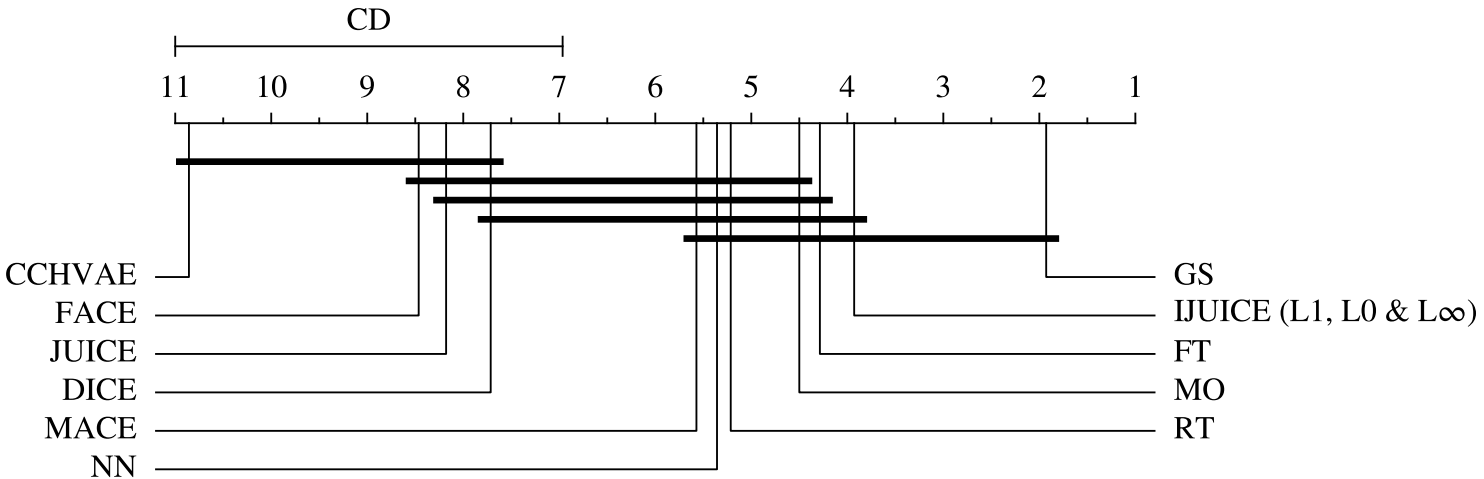 CD
11 10 9 8 7 6 5 4 3 2 1
CCHVAE GS
FACE IJUICE (L1, L0 & L∞)
JUICE FT
DICE MO
MACE RT
NN